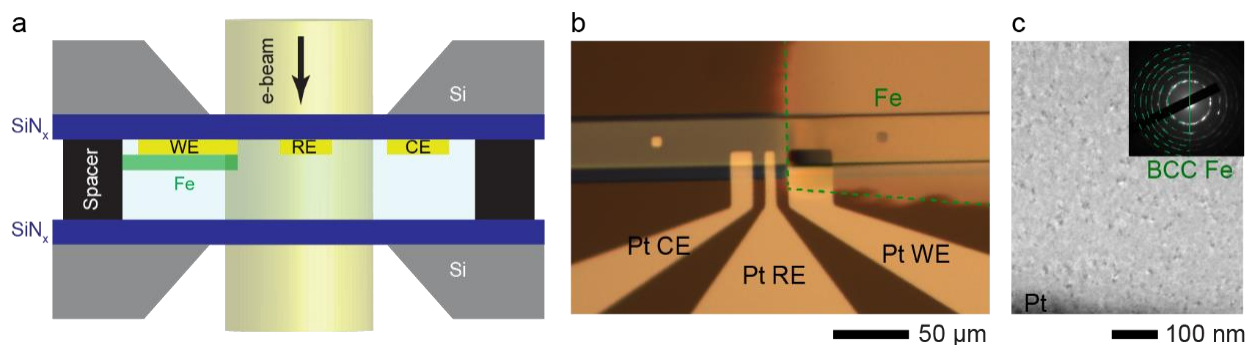 a
e-beam
Si
SiNx
WE
RE
CE
Spacer
Fe
SiNx
Si
b
Fe
Pt CE
Pt RE
Pt WE
50 µm
c
BCC Fe
Pt
100 nm